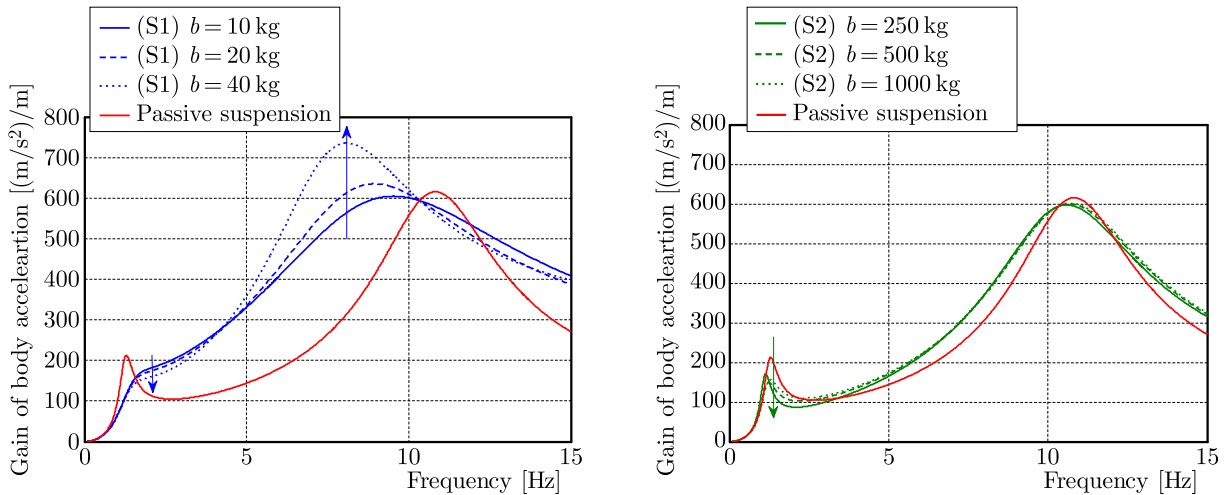 (S1) b = 10 kg
(S1) b = 20 kg
(S1) b = 40 kg
Passive suspension
Gain of body acceleartion [(m/s²)/m]
800
700
600
500
400
300
200
100
0
0 5 10 15
Frequency [Hz]
(S2) b = 250 kg
(S2) b = 500 kg
(S2) b = 1000 kg
Passive suspension
Gain of body acceleartion [(m/s²)/m]
800
700
600
500
400
300
200
100
0
0 5 10 15
Frequency [Hz]